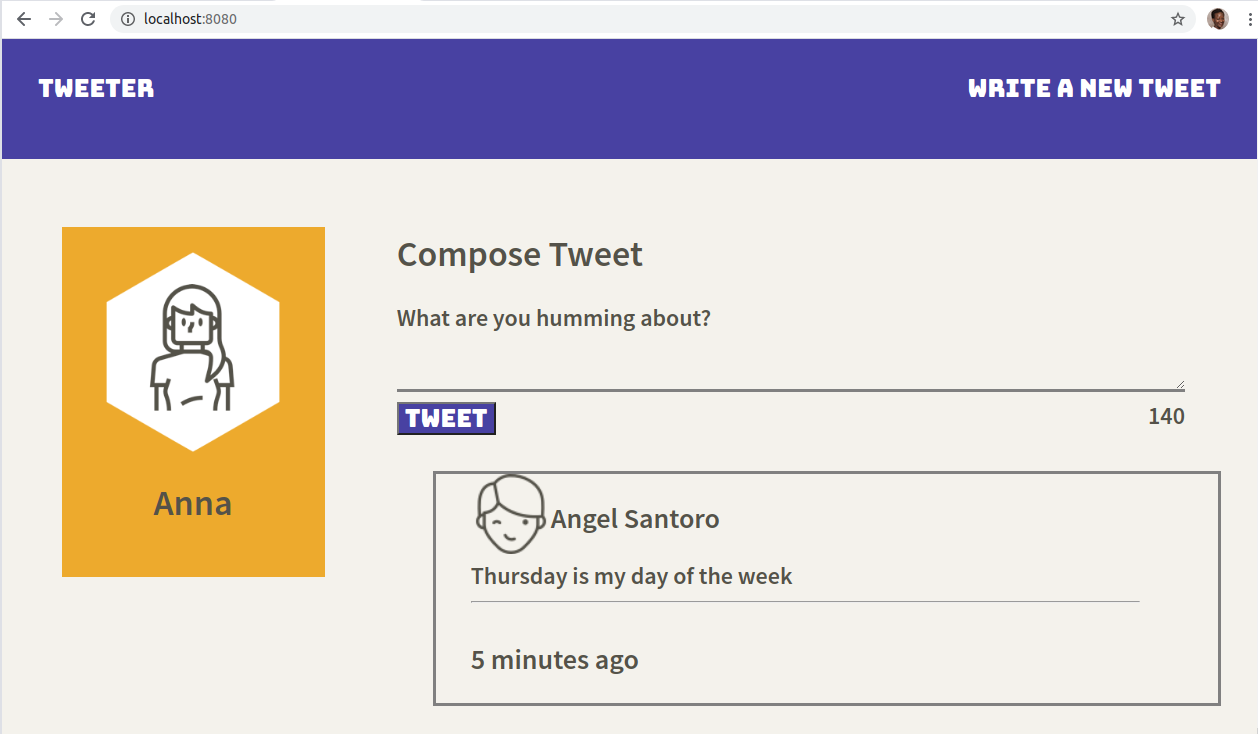 localhost:8080
TWEETER
WRITE A NEW TWEET
Anna
Compose Tweet
What are you humming about?
TWEET
140
Angel Santoro
Thursday is my day of the week
5 minutes ago